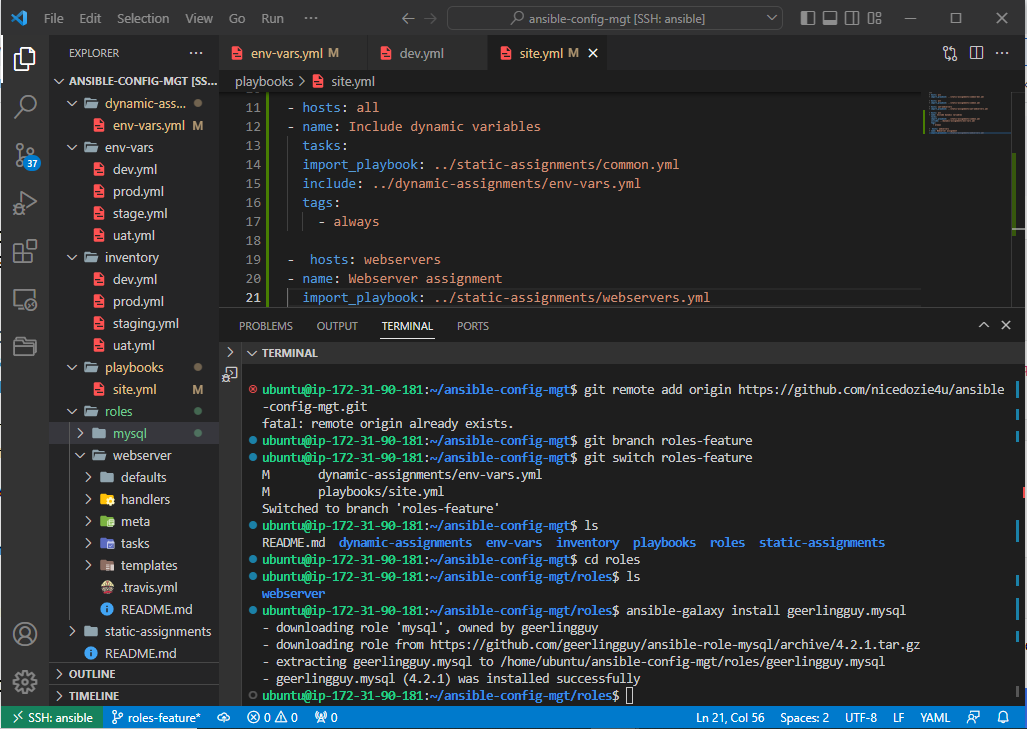 File Edit Selection View Go Run ··· ansible-config-mgt [SSH: ansible]
EXPLORER ···
ANSIBLE-CONFIG-MGT [SS...
dynamic-ass...
env-vars.yml M
env-vars
dev.yml
prod.yml
stage.yml
uat.yml
inventory
dev.yml
prod.yml
staging.yml
uat.yml
playbooks
site.yml M
roles
mysql
webserver
defaults
handlers
meta
tasks
templates
.travis.yml
README.md
static-assignments
README.md
OUTLINE
TIMELINE
37
env-vars.yml M dev.yml site.yml M
playbooks > site.yml
11 - hosts: all
12 - name: Include dynamic variables
13 tasks:
14 import_playbook: ../static-assignments/common.yml
15 include: ../dynamic-assignments/env-vars.yml
16 tags:
17 - always
18
19 -  hosts: webservers
20 - name: Webserver assignment
21 import_playbook: ../static-assignments/webservers.yml
PROBLEMS OUTPUT TERMINAL PORTS
TERMINAL
ubuntu@ip-172-31-90-181:~/ansible-config-mgt$ git remote add origin https://github.com/nicedozie4u/ansible
-config-mgt.git
fatal: remote origin already exists.
ubuntu@ip-172-31-90-181:~/ansible-config-mgt$ git branch roles-feature
ubuntu@ip-172-31-90-181:~/ansible-config-mgt$ git switch roles-feature
M dynamic-assignments/env-vars.yml
M playbooks/site.yml
Switched to branch 'roles-feature'
ubuntu@ip-172-31-90-181:~/ansible-config-mgt$ ls
README.md dynamic-assignments env-vars inventory playbooks roles static-assignments
ubuntu@ip-172-31-90-181:~/ansible-config-mgt$ cd roles
ubuntu@ip-172-31-90-181:~/ansible-config-mgt/roles$ ls
webserver
ubuntu@ip-172-31-90-181:~/ansible-config-mgt/roles$ ansible-galaxy install geerlingguy.mysql
- downloading role 'mysql', owned by geerlingguy
- downloading role from https://github.com/geerlingguy/ansible-role-mysql/archive/4.2.1.tar.gz
- extracting geerlingguy.mysql to /home/ubuntu/ansible-config-mgt/roles/geerlingguy.mysql
- geerlingguy.mysql (4.2.1) was installed successfully
ubuntu@ip-172-31-90-181:~/ansible-config-mgt/roles$
SSH: ansible roles-feature* 0 0 0 Ln 21, Col 56 Spaces: 2 UTF-8 LF YAML